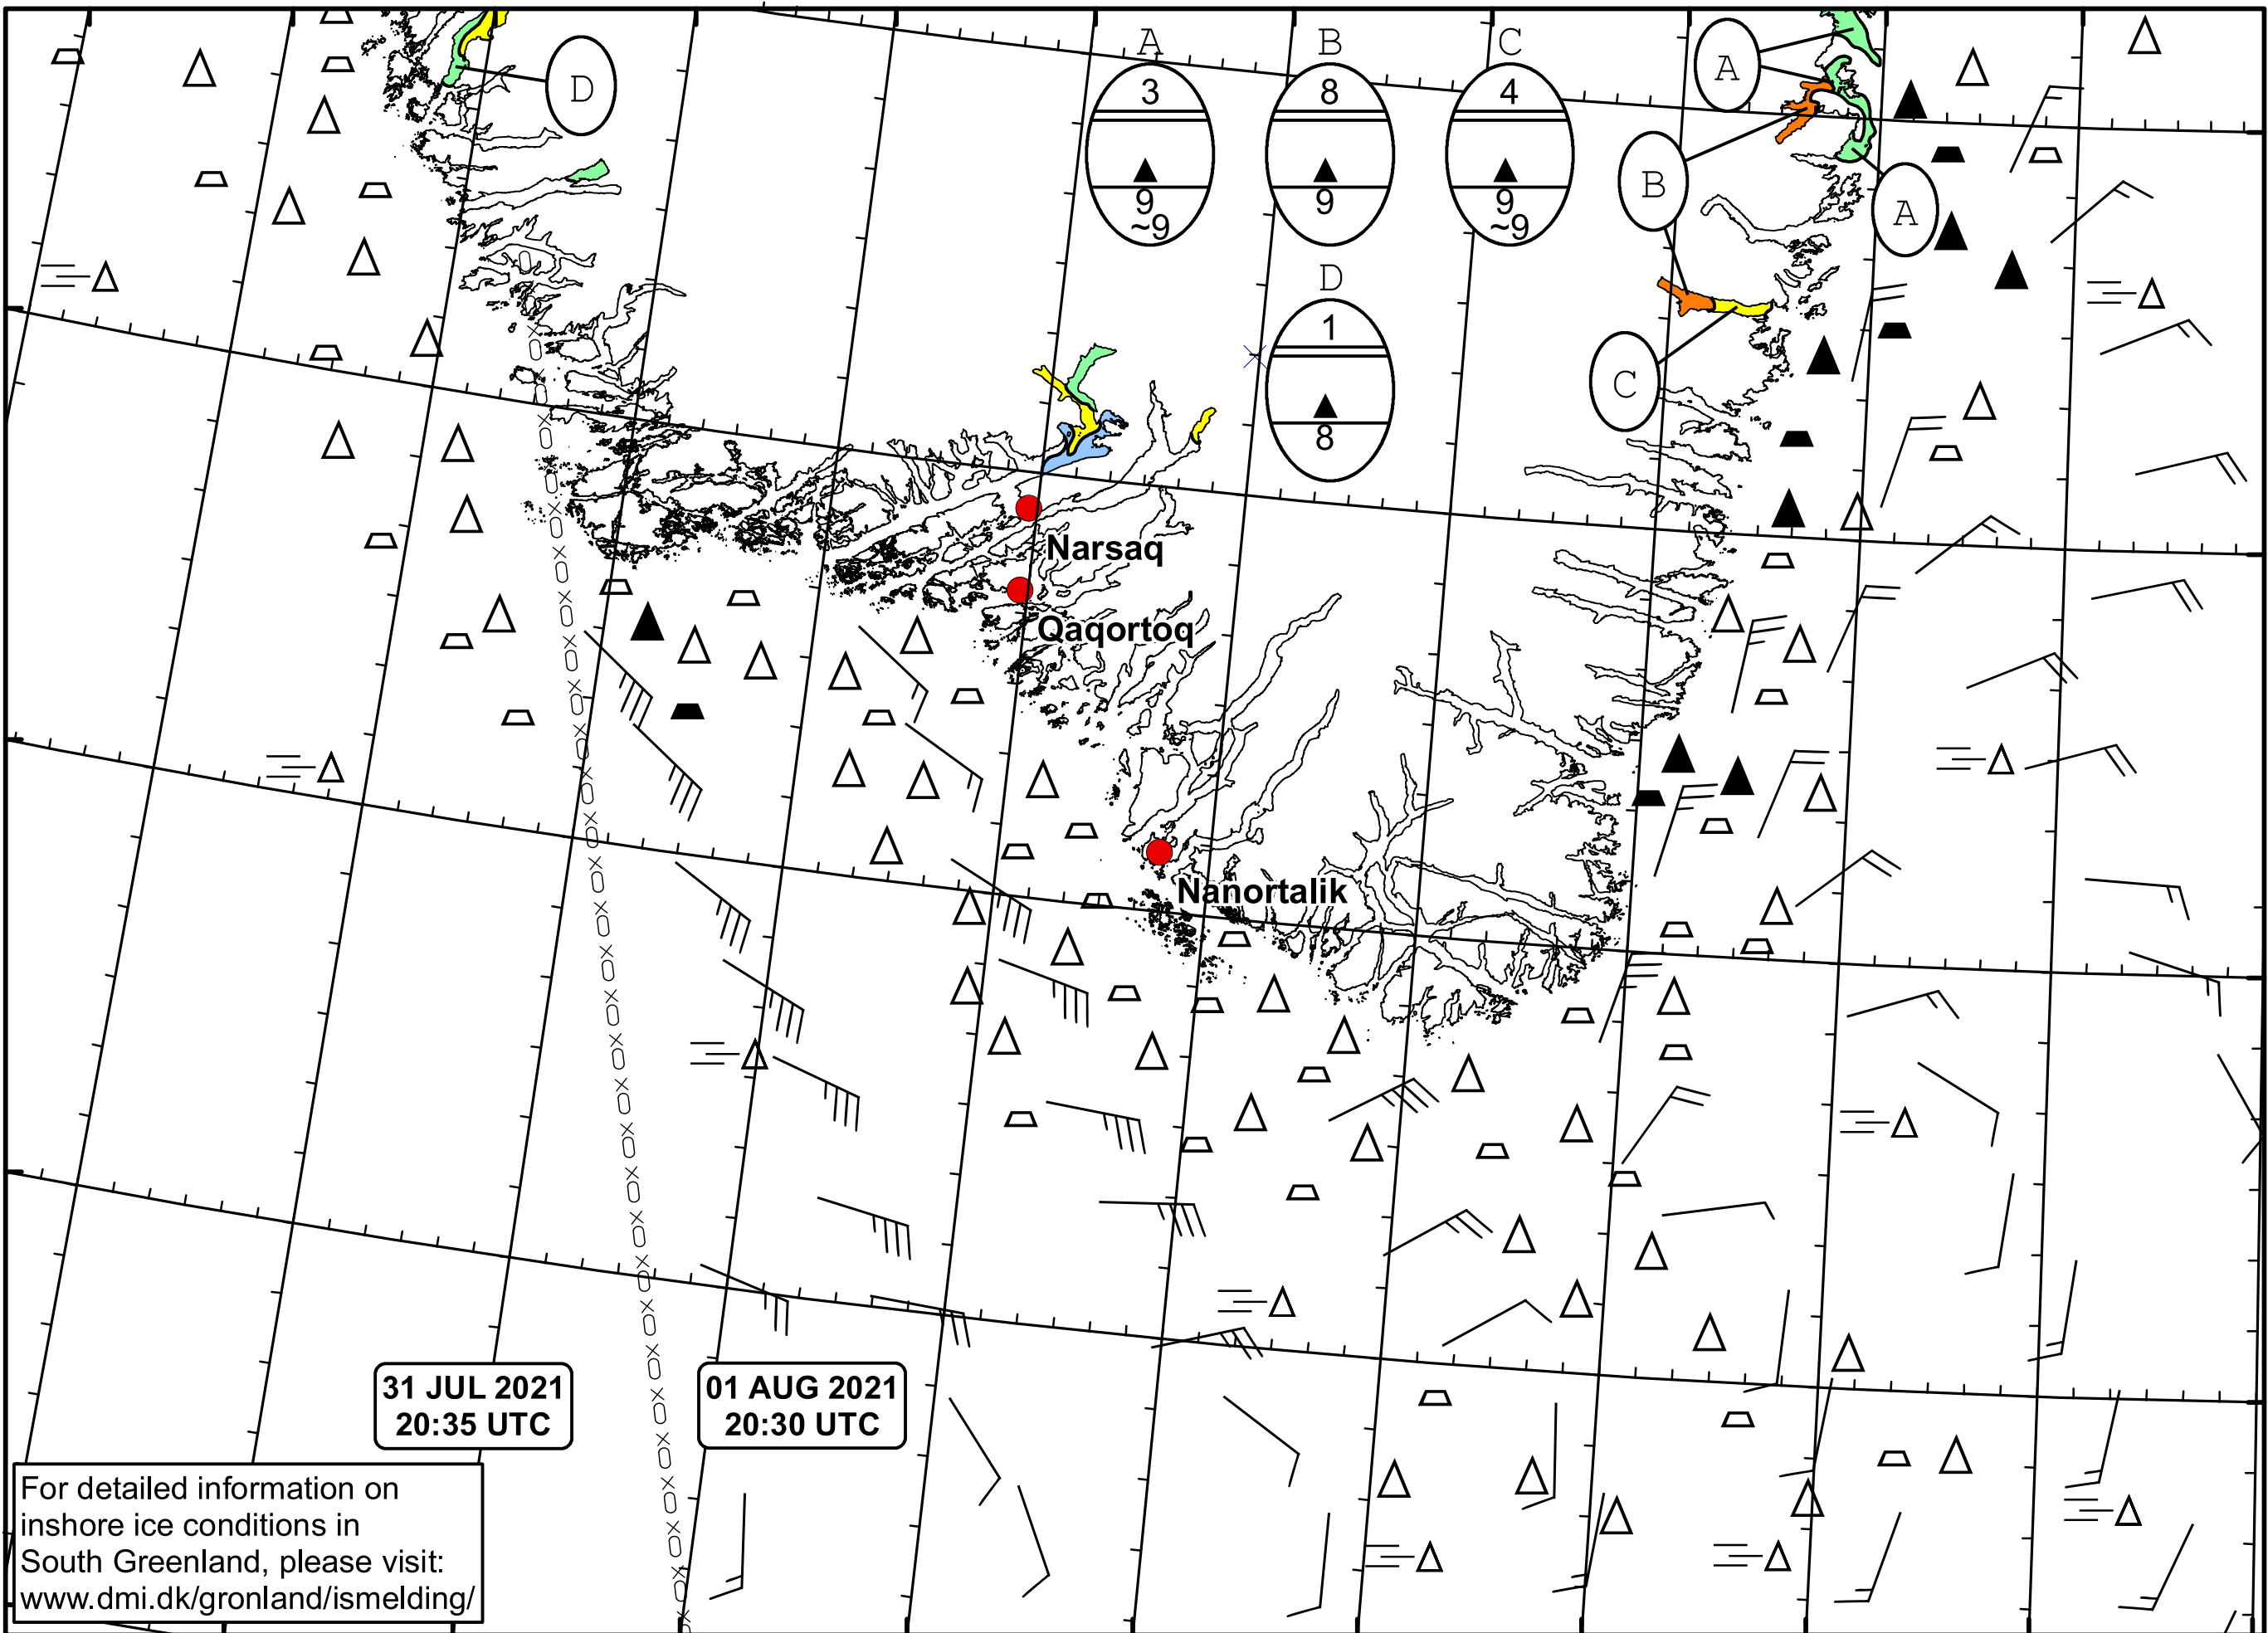 A B C
3 8 4
9 9 9
~9 ~9
D
1
8
D
A
B
A
C
Narsaq
Qaqortoq
Nanortalik
31 JUL 2021
20:35 UTC
01 AUG 2021
20:30 UTC
For detailed information on
inshore ice conditions in
South Greenland, please visit:
www.dmi.dk/gronland/ismelding/